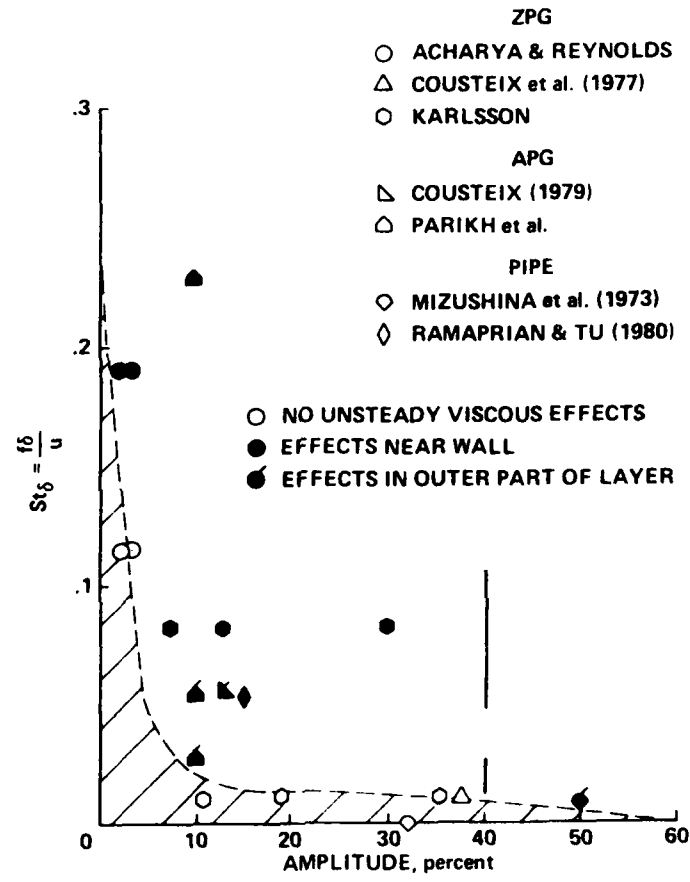 ZPG
ACHARYA & REYNOLDS
COUSTEIX et al. (1977)
KARLSSON
APG
COUSTEIX (1979)
PARIKH et al.
PIPE
MIZUSHINA et al. (1973)
RAMAPRIAN & TU (1980)
NO UNSTEADY VISCOUS EFFECTS
EFFECTS NEAR WALL
EFFECTS IN OUTER PART OF LAYER
.3
.2
.1
Stδ = fδ/u
0 10 20 30 40 50 60
AMPLITUDE, percent